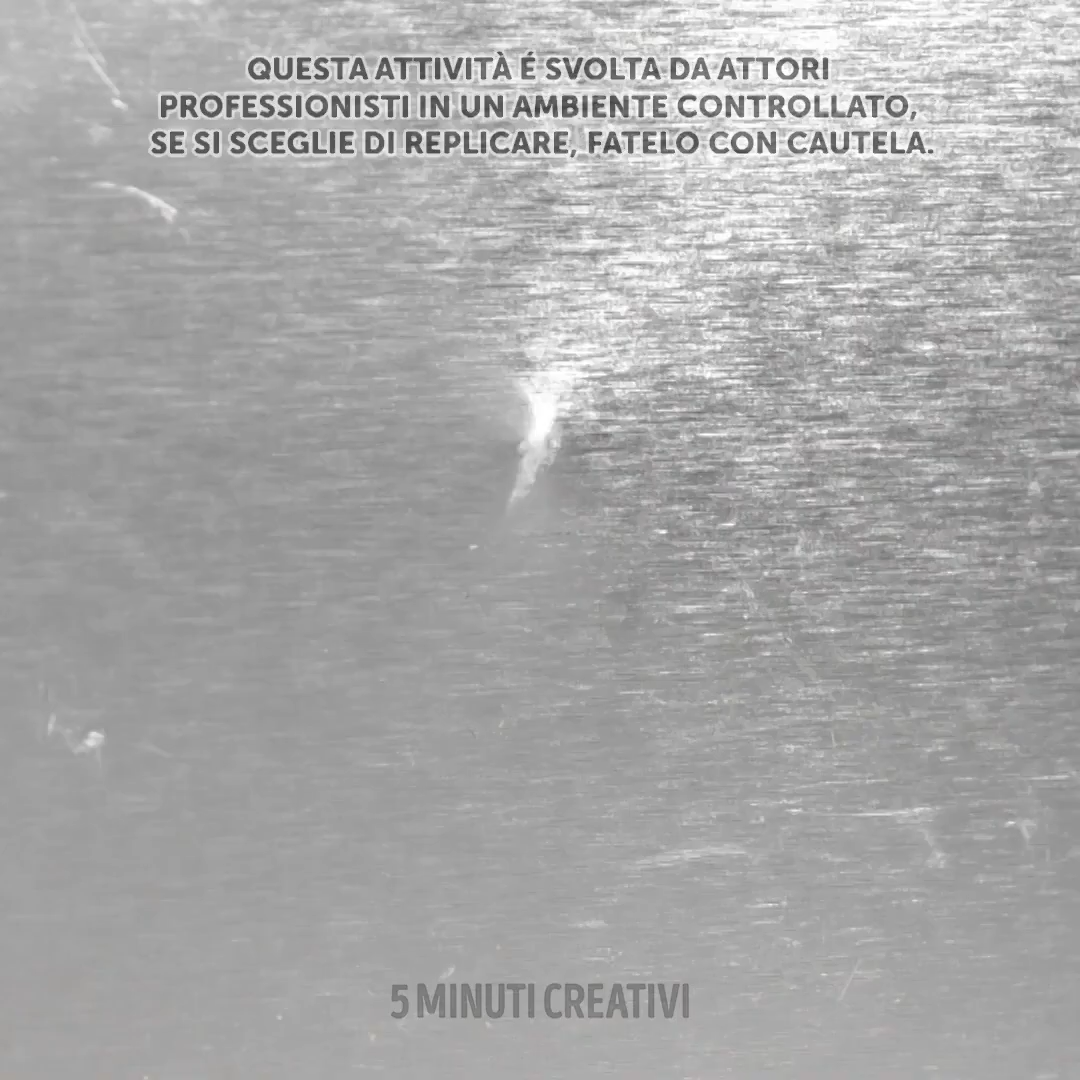 QUESTA ATTIVITÀ É SVOLTA DA ATTORI
PROFESSIONISTI IN UN AMBIENTE CONTROLLATO,
SE SI SCEGLIE DI REPLICARE, FATELO CON CAUTELA.
5 MINUTI CREATIVI